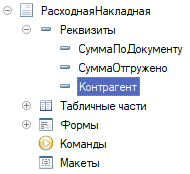 РасходнаяНакладная
Реквизиты
СуммаПоДокументу
СуммаОтгружено
Контрагент
Табличные части
Формы
Команды
Макеты